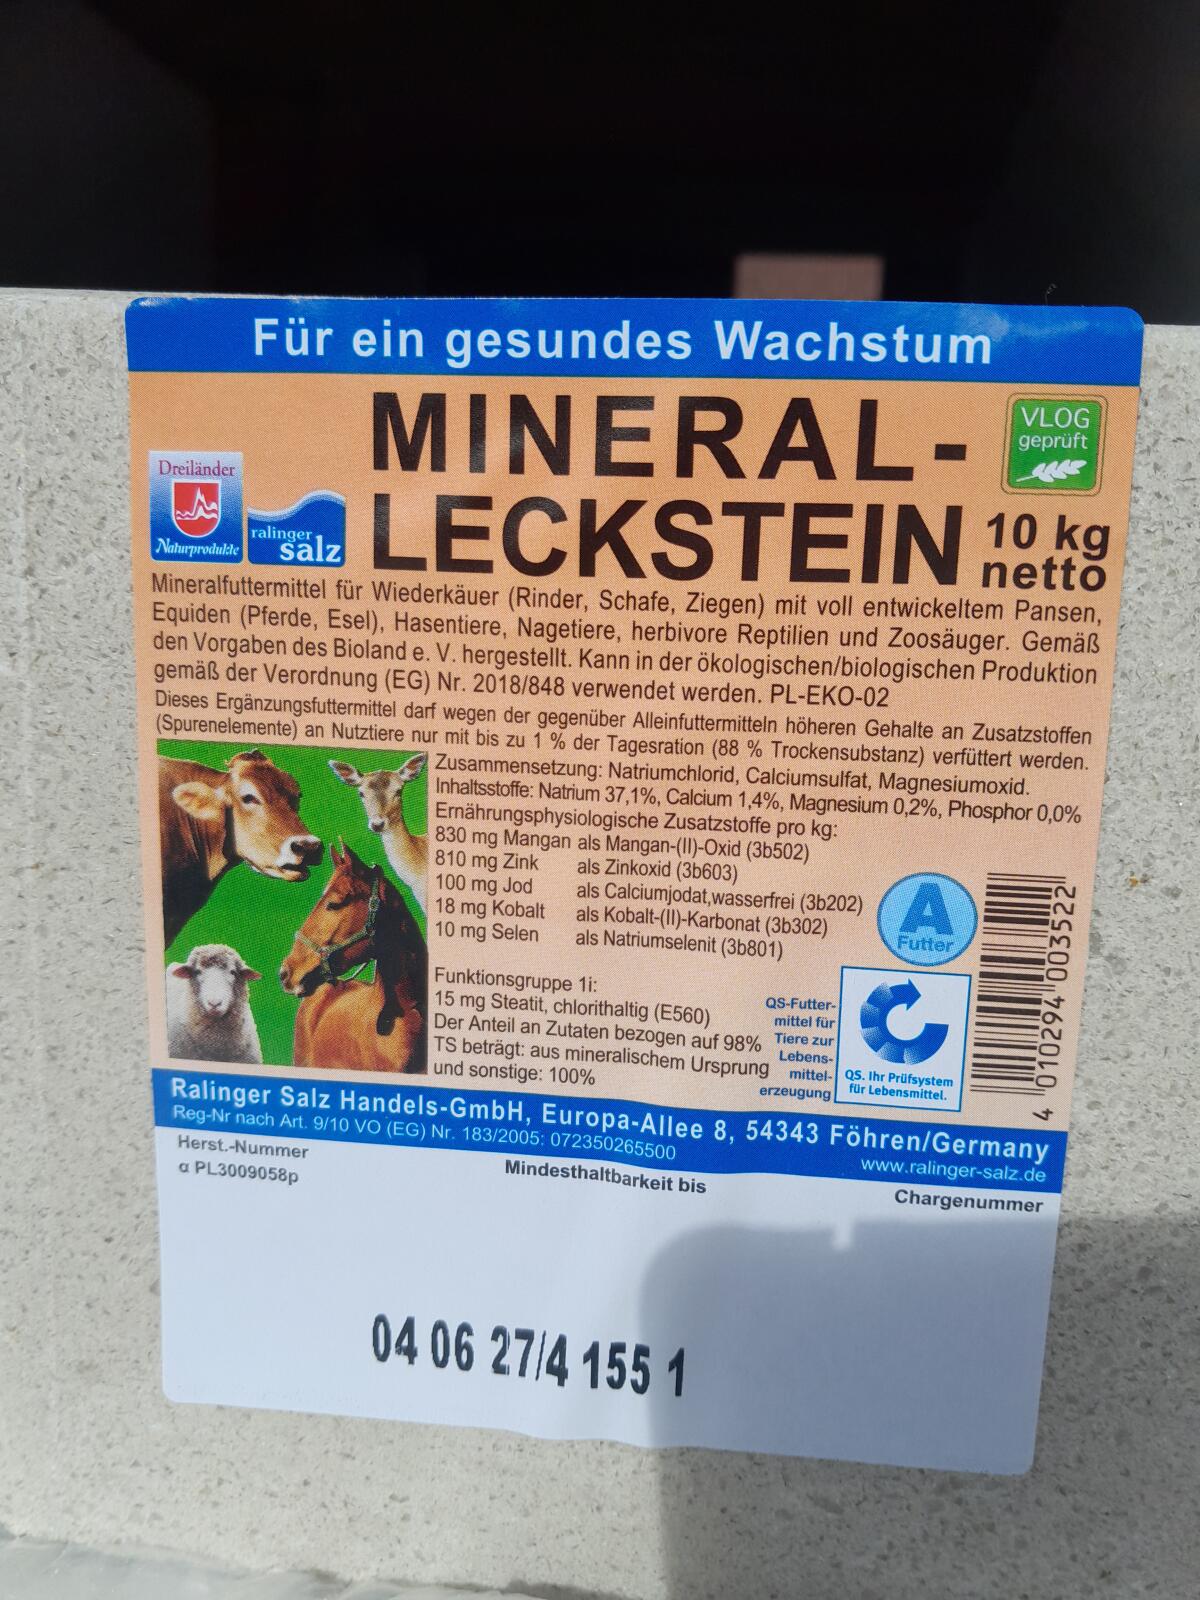 Für ein gesundes Wachstum
MINERAL-
LECKSTEIN
10 kg
netto
VLOG
geprüft
Dreiländer
Naturprodukte
ralinger
salz
Mineralfuttermittel für Wiederkäuer (Rinder, Schafe, Ziegen) mit voll entwickeltem Pansen,
Equiden (Pferde, Esel), Hasentiere, Nagetiere, herbivore Reptilien und Zoosäuger. Gemäß
den Vorgaben des Bioland e. V. hergestellt. Kann in der ökologischen/biologischen Produktion
gemäß der Verordnung (EG) Nr. 2018/848 verwendet werden. PL-EKO-02
Dieses Ergänzungsfuttermittel darf wegen der gegenüber Alleinfuttermitteln höheren Gehalte an Zusatzstoffen
(Spurenelemente) an Nutztiere nur mit bis zu 1 % der Tagesration (88 % Trockensubstanz) verfüttert werden.
Zusammensetzung: Natriumchlorid, Calciumsulfat, Magnesiumoxid.
Inhaltsstoffe: Natrium 37,1%, Calcium 1,4%, Magnesium 0,2%, Phosphor 0,0%
Ernährungsphysiologische Zusatzstoffe pro kg:
830 mg Mangan als Mangan-(II)-Oxid (3b502)
810 mg Zink als Zinkoxid (3b603)
100 mg Jod als Calciumjodat,wasserfrei (3b202)
18 mg Kobalt als Kobalt-(II)-Karbonat (3b302)
10 mg Selen als Natriumselenit (3b801)
Funktionsgruppe 1i:
15 mg Steatit, chlorithaltig (E560)
Der Anteil an Zutaten bezogen auf 98%
TS beträgt: aus mineralischem Ursprung
und sonstige: 100%
A
Futter
QS-Futter-
mittel für
Tiere zur
Lebens-
mittel-
erzeugung
QS. Ihr Prüfsystem
für Lebensmittel.
4 010294 003522
Ralinger Salz Handels-GmbH, Europa-Allee 8, 54343 Föhren/Germany
Reg-Nr nach Art. 9/10 VO (EG) Nr. 183/2005: 072350265500
www.ralinger-salz.de
Herst.-Nummer
α PL3009058p
Mindesthaltbarkeit bis
Chargenummer
04 06 27/4 155 1